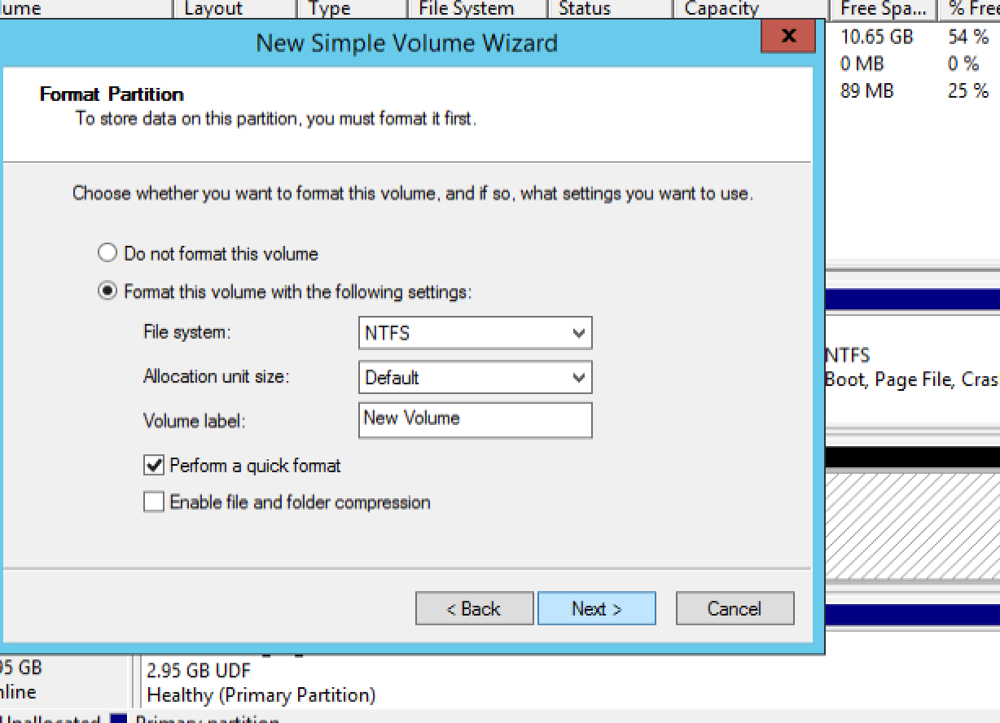 Layout Type File System Status Capacity Free Spa... % Free
New Simple Volume Wizard x
10.65 GB 54 %
0 MB 0 %
89 MB 25 %
Format Partition
To store data on this partition, you must format it first.
Choose whether you want to format this volume, and if so, what settings you want to use.
Do not format this volume
Format this volume with the following settings:
File system: NTFS
Allocation unit size: Default
Volume label: New Volume
Perform a quick format
Enable file and folder compression
NTFS
Boot, Page File, Cras
< Back Next > Cancel
95 GB
nline
2.95 GB UDF
Healthy (Primary Partition)
Unallocated Primary partition